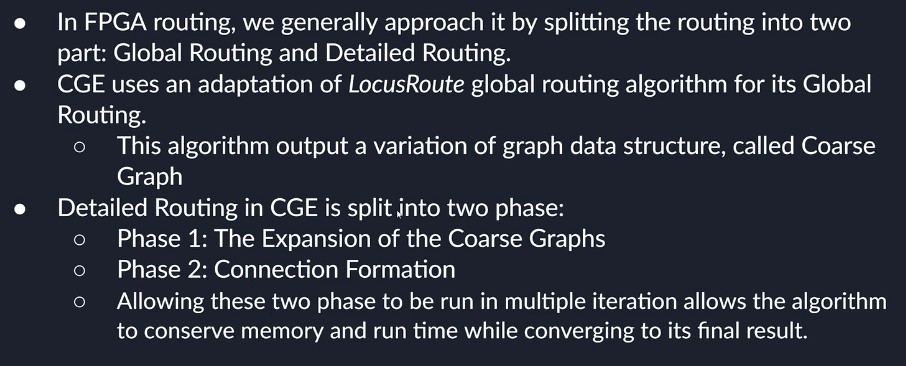 ● In FPGA routing, we generally approach it by splitting the routing into two
part: Global Routing and Detailed Routing.
● CGE uses an adaptation of LocusRoute global routing algorithm for its Global
Routing.
○ This algorithm output a variation of graph data structure, called Coarse
Graph
● Detailed Routing in CGE is split into two phase:
○ Phase 1: The Expansion of the Coarse Graphs
○ Phase 2: Connection Formation
○ Allowing these two phase to be run in multiple iteration allows the algorithm
to conserve memory and run time while converging to its final result.